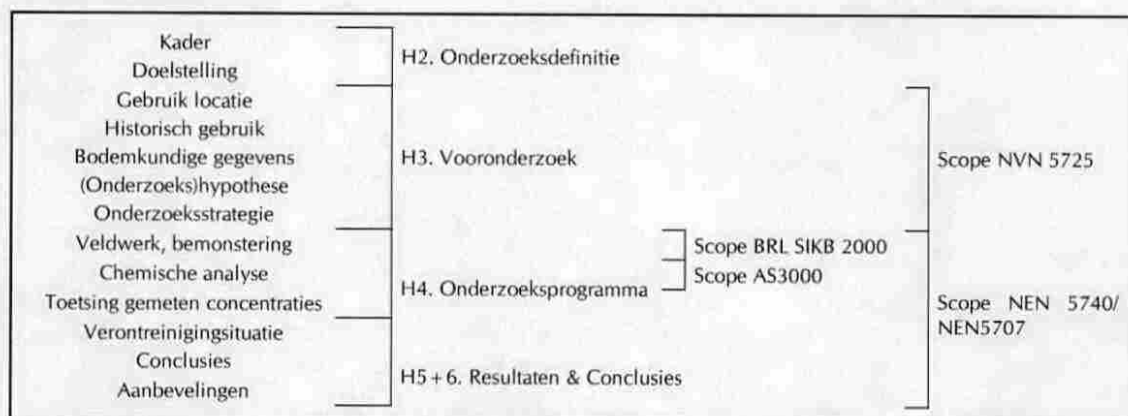 Kader
Doelstelling
Gebruik locatie
Historisch gebruik
Bodemkundige gegevens
(Onderzoeks)hypothese
Onderzoeksstrategie
Veldwerk, bemonstering
Chemische analyse
Toetsing gemeten concentraties
Verontreinigingsituatie
Conclusies
Aanbevelingen
H2. Onderzoeksdefinitie
H3. Vooronderzoek
H4. Onderzoeksprogramma
H5+6. Resultaten & Conclusies
Scope BRL SIKB 2000
Scope AS3000
Scope NVN 5725
Scope NEN 5740/
NEN5707